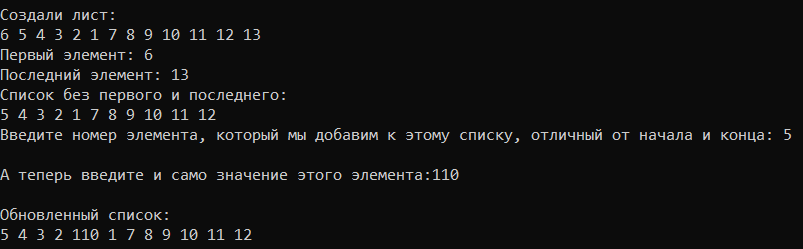 Создали лист:
6 5 4 3 2 1 7 8 9 10 11 12 13
Первый элемент: 6
Последний элемент: 13
Список без первого и последнего:
5 4 3 2 1 7 8 9 10 11 12
Введите номер элемента, который мы добавим к этому списку, отличный от начала и конца: 5
А теперь введите и само значение этого элемента:110
Обновленный список:
5 4 3 2 110 1 7 8 9 10 11 12